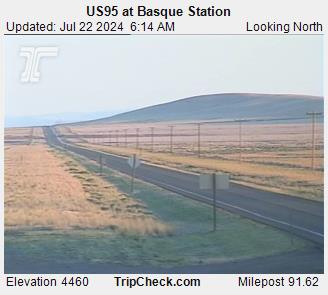 US95 at Basque Station
Updated: Jul 22 2024 6:14 AM Looking North
Elevation 4460 TripCheck.com Milepost 91.62